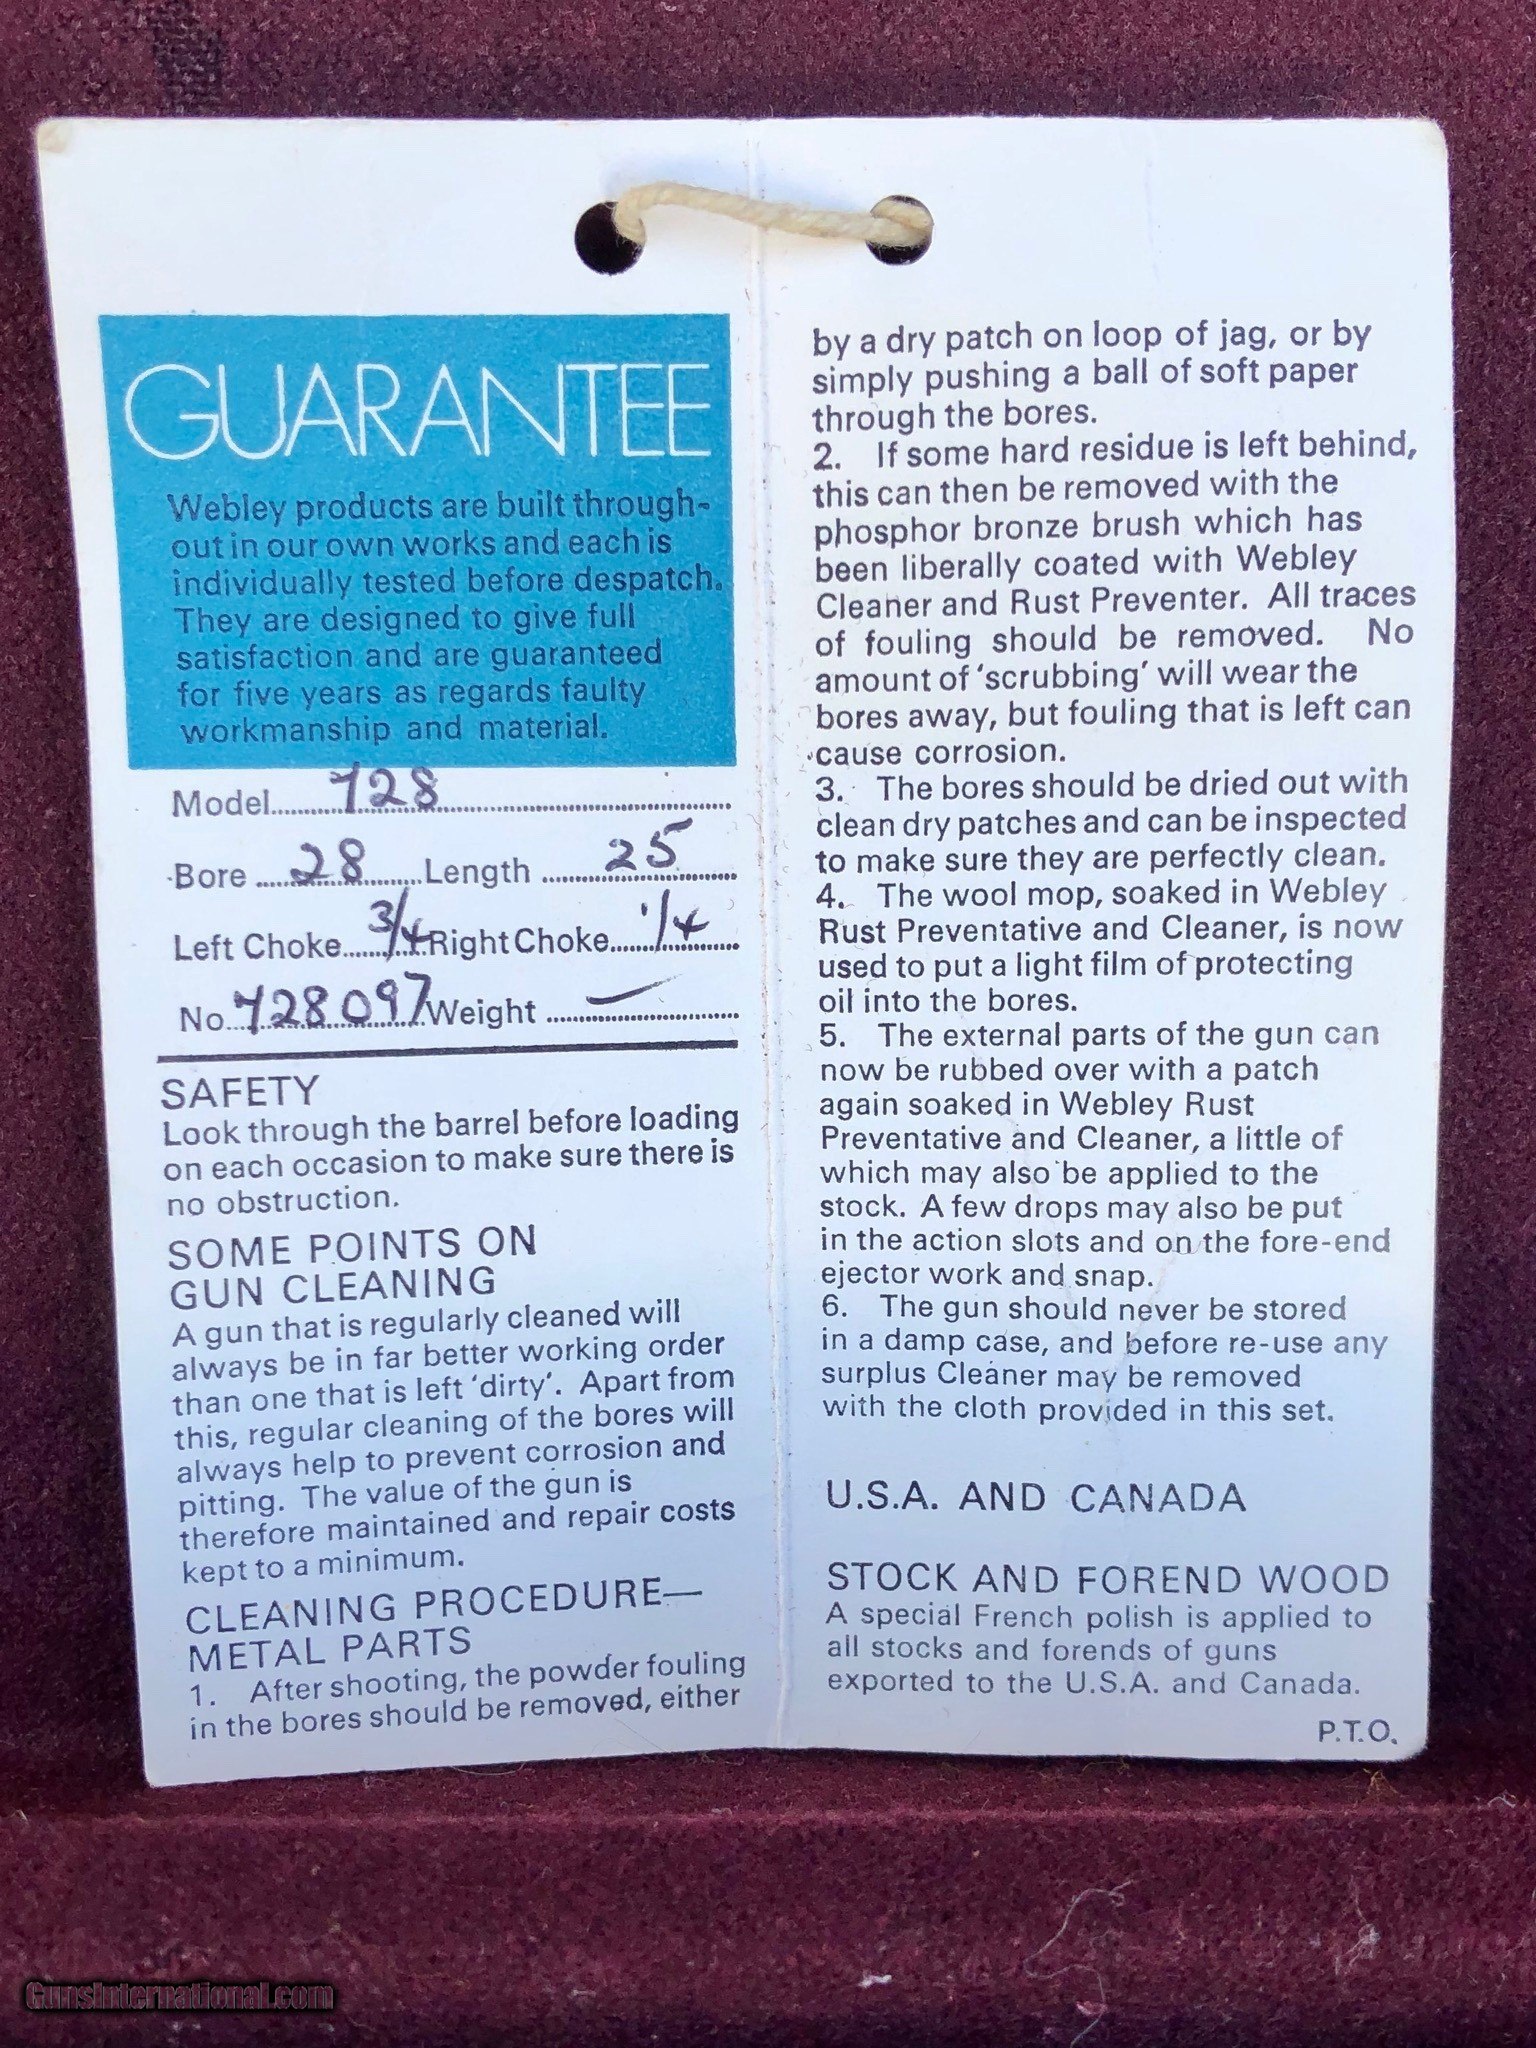 GUARANTEE
Webley products are built through-
out in our own works and each is
individually tested before despatch.
They are designed to give full
satisfaction and are guaranteed
for five years as regards faulty
workmanship and material.
Model 728
Bore 28 Length 25
Left Choke 3/4 Right Choke 1/4
No. 728097 Weight —
SAFETY
Look through the barrel before loading
on each occasion to make sure there is
no obstruction.
SOME POINTS ON
GUN CLEANING
A gun that is regularly cleaned will
always be in far better working order
than one that is left 'dirty'. Apart from
this, regular cleaning of the bores will
always help to prevent corrosion and
pitting. The value of the gun is
therefore maintained and repair costs
kept to a minimum.
CLEANING PROCEDURE—
METAL PARTS
1. After shooting, the powder fouling
in the bores should be removed, either
by a dry patch on loop of jag, or by
simply pushing a ball of soft paper
through the bores.
2. If some hard residue is left behind,
this can then be removed with the
phosphor bronze brush which has
been liberally coated with Webley
Cleaner and Rust Preventer. All traces
of fouling should be removed. No
amount of 'scrubbing' will wear the
bores away, but fouling that is left can
cause corrosion.
3. The bores should be dried out with
clean dry patches and can be inspected
to make sure they are perfectly clean.
4. The wool mop, soaked in Webley
Rust Preventative and Cleaner, is now
used to put a light film of protecting
oil into the bores.
5. The external parts of the gun can
now be rubbed over with a patch
again soaked in Webley Rust
Preventative and Cleaner, a little of
which may also be applied to the
stock. A few drops may also be put
in the action slots and on the fore-end
ejector work and snap.
6. The gun should never be stored
in a damp case, and before re-use any
surplus Cleaner may be removed
with the cloth provided in this set.
U.S.A. AND CANADA
STOCK AND FOREND WOOD
A special French polish is applied to
all stocks and forends of guns
exported to the U.S.A. and Canada.
P.T.O.
GunsInternational.com